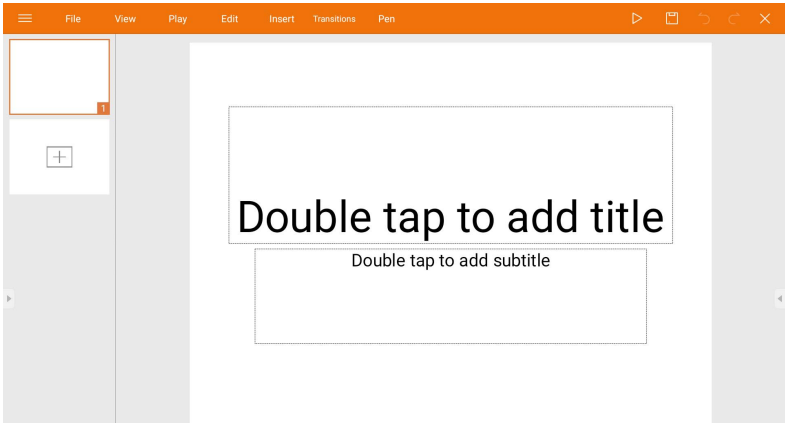 File View Play Edit Insert Transitions Pen
1
Double tap to add title
Double tap to add subtitle